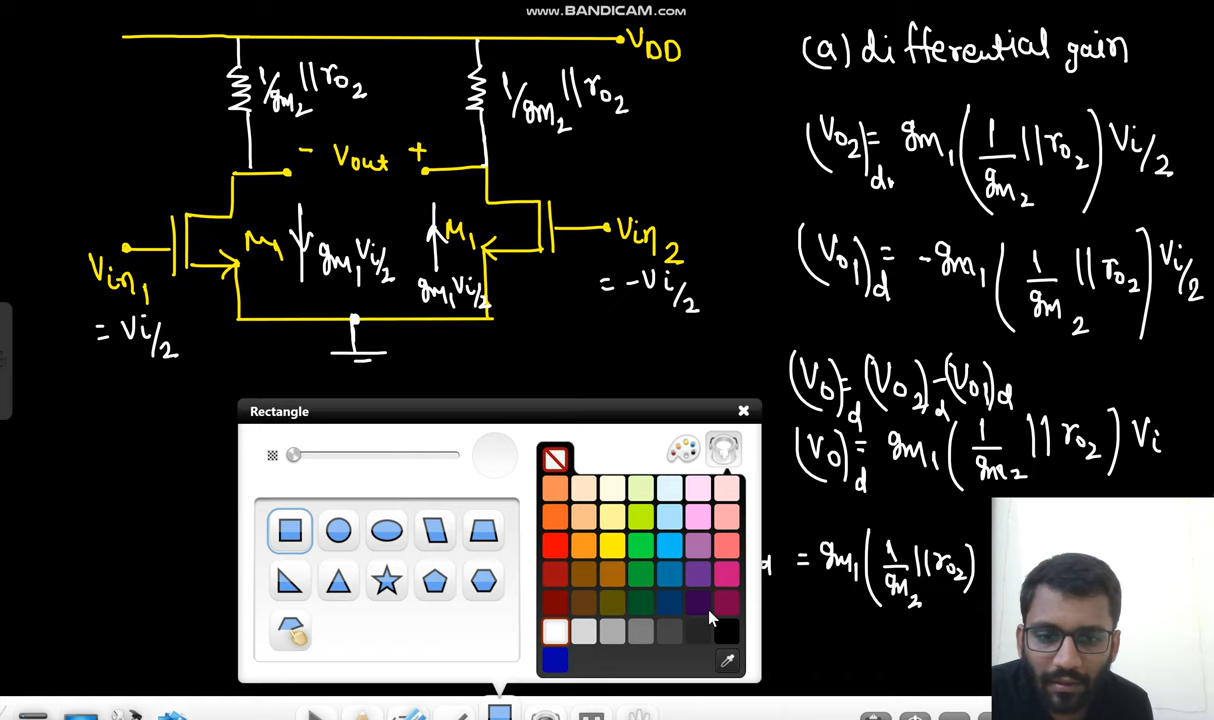 www.BANDICAM.com
VDD
1/gm2 || ro2
1/gm2 || ro2
- Vout +
M1
M1
Vin1
= Vi/2
gm1 Vi/2
gm1 Vi/2
Vin2
= -Vi/2
(a) differential gain
(Vo2)d = gm1 (1/gm2 || ro2) Vi/2
(Vo1)d = -gm1 (1/gm2 || ro2) Vi/2
(Vo)d = (Vo2)d - (Vo1)d
(Vo)d = gm1 (1/gm2 || ro2) Vi
d = gm1 (1/gm2 || ro2)
Rectangle